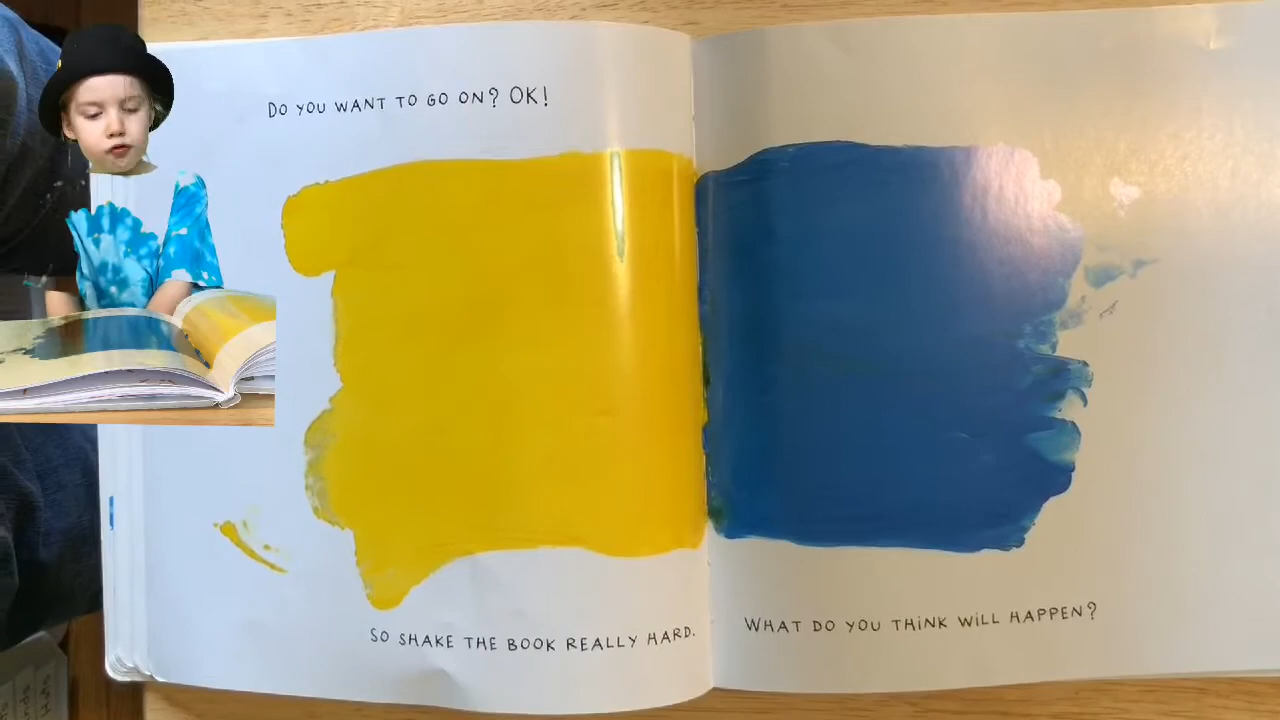 DO YOU WANT TO GO ON? OK!
SO SHAKE THE BOOK REALLY HARD.
WHAT DO YOU THINK WILL HAPPEN?